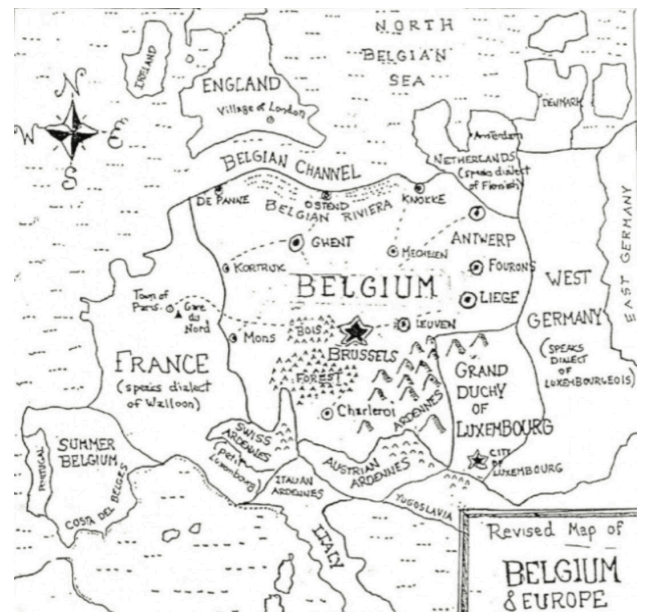 NORTH
BELGIAN
SEA
IRELAND
ENGLAND
Village of London
DENMARK
N
W
E
S
Amsterdam
NETHERLANDS
(speaks dialect
of Flemish)
BELGIAN CHANNEL
DE PANNE
OSTEND
KNOKKE
BELGIAN RIVIERA
GHENT
MECHELEN
ANTWERP
EAST GERMANY
KORTRIJK
FOURONS
BELGIUM
WEST
GERMANY
(SPEAKS
DIALECT
OF
LUXEMBOURGEOIS)
Town of
Paris
Gare
du
Nord
LIEGE
Mons
BOIS
LEUVEN
BRUSSELS
FRANCE
(speaks dialect
of Walloon)
FOREST
Charleroi
ARDENNES
GRAND
DUCHY
OF
LUXEMBOURG
CITY
OF
LUXEMBOURG
SUMMER
BELGIUM
PORTUGAL
COSTA DEL BELGES
SWISS
ARDENNES
(petit
Luxembourg)
ITALIAN
ARDENNES
AUSTRIAN
ARDENNES
YUGOSLAVIA
ITALY
Revised Map of
BELGIUM
& EUROPE